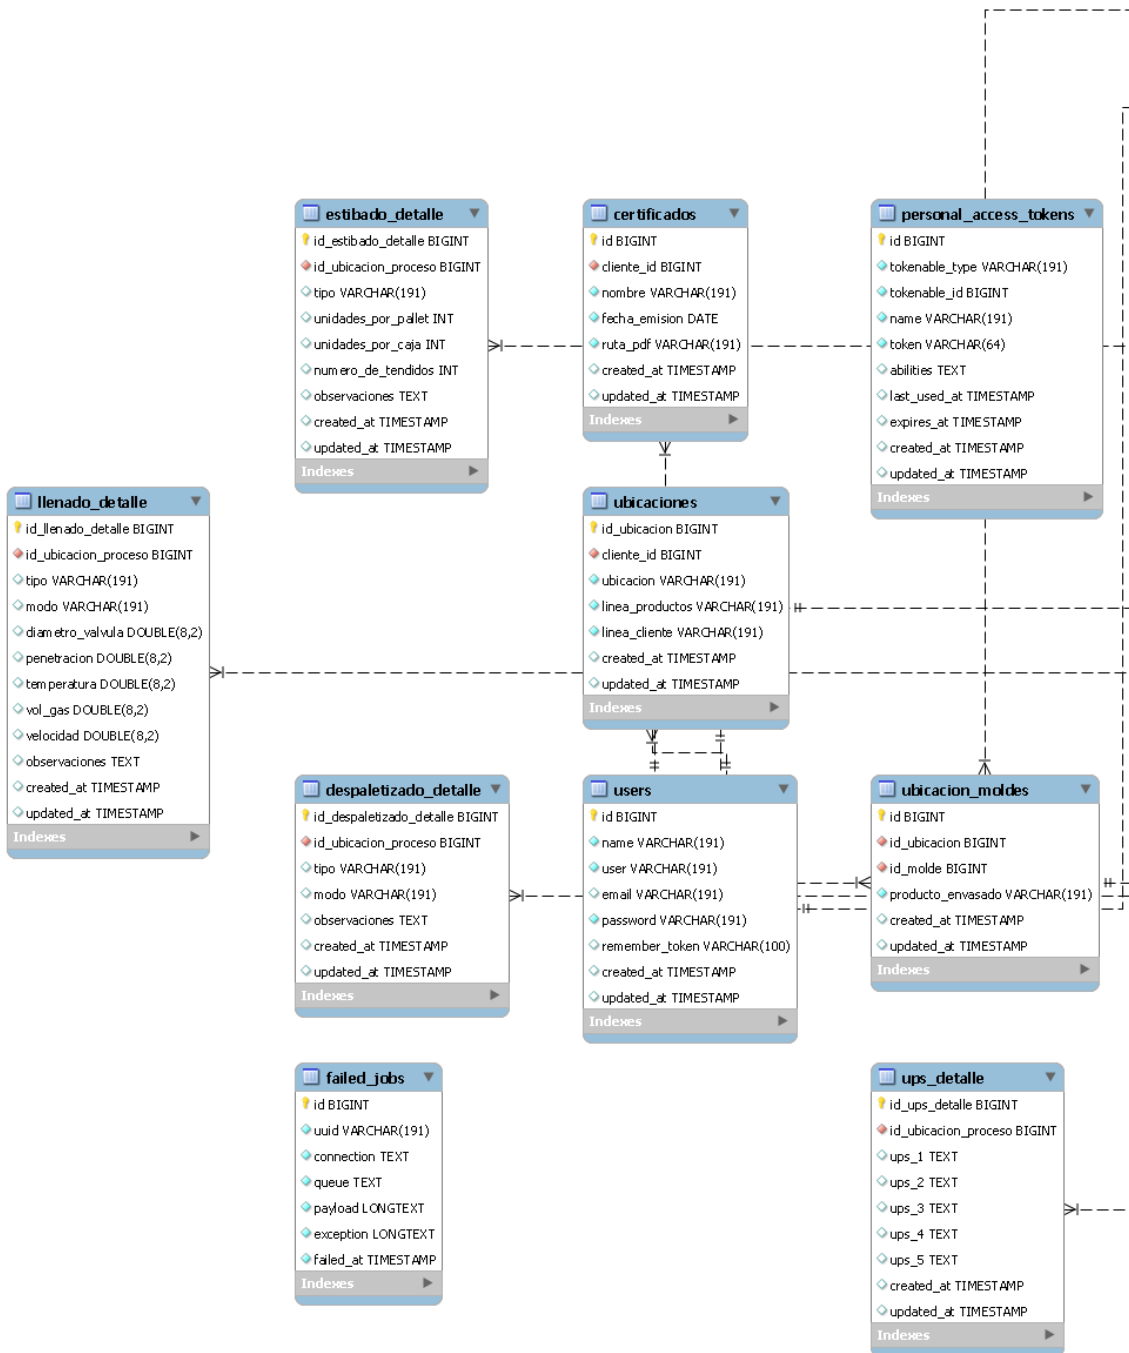 estibado_detalle
id_estibado_detalle BIGINT
id_ubicacion_proceso BIGINT
tipo VARCHAR(191)
unidades_por_pallet INT
unidades_por_caja INT
numero_de_tendidos INT
observaciones TEXT
created_at TIMESTAMP
updated_at TIMESTAMP
Indexes
certificados
id BIGINT
cliente_id BIGINT
nombre VARCHAR(191)
fecha_emision DATE
ruta_pdf VARCHAR(191)
created_at TIMESTAMP
updated_at TIMESTAMP
Indexes
personal_access_tokens
id BIGINT
tokenable_type VARCHAR(191)
tokenable_id BIGINT
name VARCHAR(191)
token VARCHAR(64)
abilities TEXT
last_used_at TIMESTAMP
expires_at TIMESTAMP
created_at TIMESTAMP
updated_at TIMESTAMP
Indexes
llenado_detalle
id_llenado_detalle BIGINT
id_ubicacion_proceso BIGINT
tipo VARCHAR(191)
modo VARCHAR(191)
diametro_valvula DOUBLE(8,2)
penetracion DOUBLE(8,2)
temperatura DOUBLE(8,2)
vol_gas DOUBLE(8,2)
velocidad DOUBLE(8,2)
observaciones TEXT
created_at TIMESTAMP
updated_at TIMESTAMP
Indexes
ubicaciones
id_ubicacion BIGINT
cliente_id BIGINT
ubicacion VARCHAR(191)
linea_productos VARCHAR(191)
linea_cliente VARCHAR(191)
created_at TIMESTAMP
updated_at TIMESTAMP
Indexes
despaletizado_detalle
id_despaletizado_detalle BIGINT
id_ubicacion_proceso BIGINT
tipo VARCHAR(191)
modo VARCHAR(191)
observaciones TEXT
created_at TIMESTAMP
updated_at TIMESTAMP
Indexes
users
id BIGINT
name VARCHAR(191)
user VARCHAR(191)
email VARCHAR(191)
password VARCHAR(191)
remember_token VARCHAR(100)
created_at TIMESTAMP
updated_at TIMESTAMP
Indexes
ubicacion_moldes
id BIGINT
id_ubicacion BIGINT
id_molde BIGINT
producto_envasado VARCHAR(191)
created_at TIMESTAMP
updated_at TIMESTAMP
Indexes
failed_jobs
id BIGINT
uuid VARCHAR(191)
connection TEXT
queue TEXT
payload LONGTEXT
exception LONGTEXT
failed_at TIMESTAMP
Indexes
ups_detalle
id_ups_detalle BIGINT
id_ubicacion_proceso BIGINT
ups_1 TEXT
ups_2 TEXT
ups_3 TEXT
ups_4 TEXT
ups_5 TEXT
created_at TIMESTAMP
updated_at TIMESTAMP
Indexes